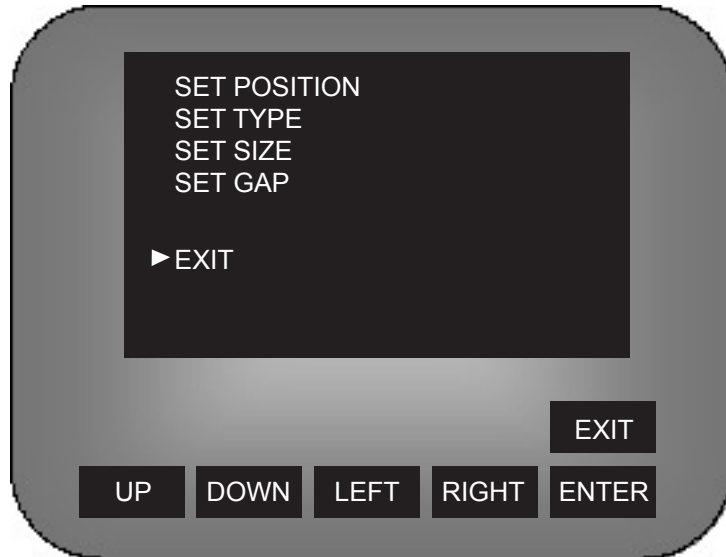 SET POSITION
SET TYPE
SET SIZE
SET GAP
►EXIT
EXIT
UP DOWN LEFT RIGHT ENTER